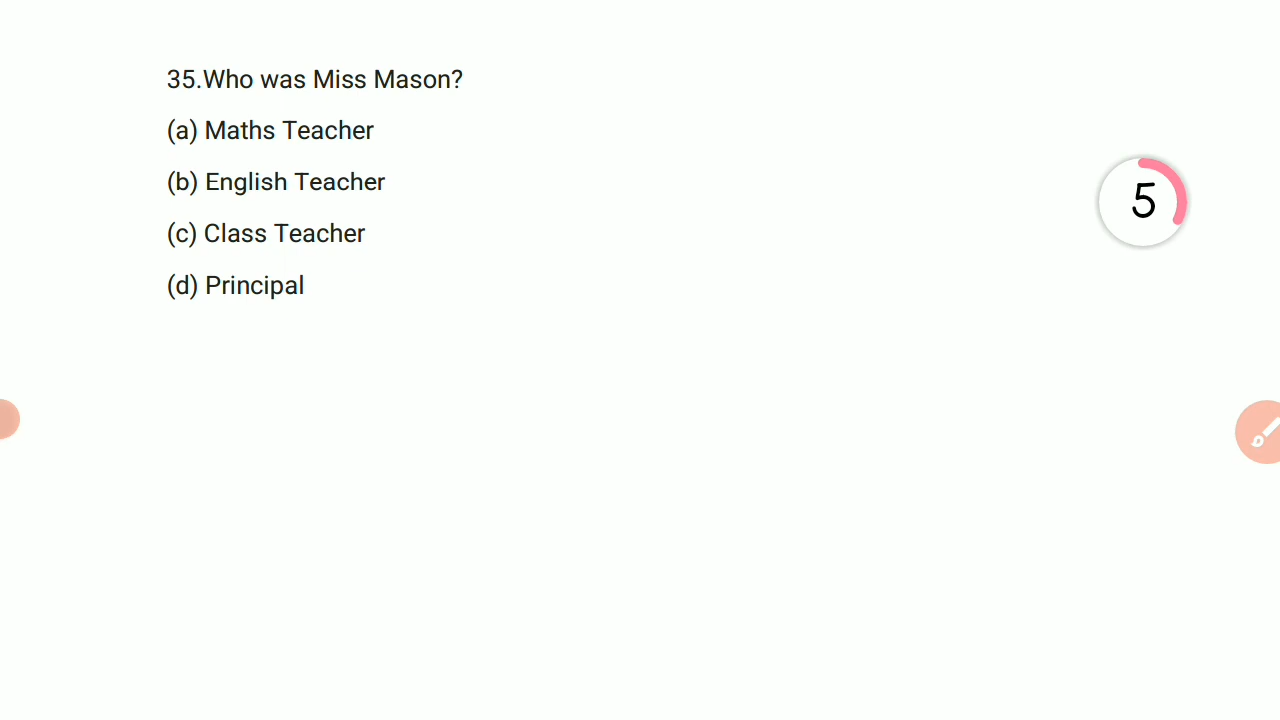 35.Who was Miss Mason?
(a) Maths Teacher
(b) English Teacher
(c) Class Teacher
(d) Principal
5